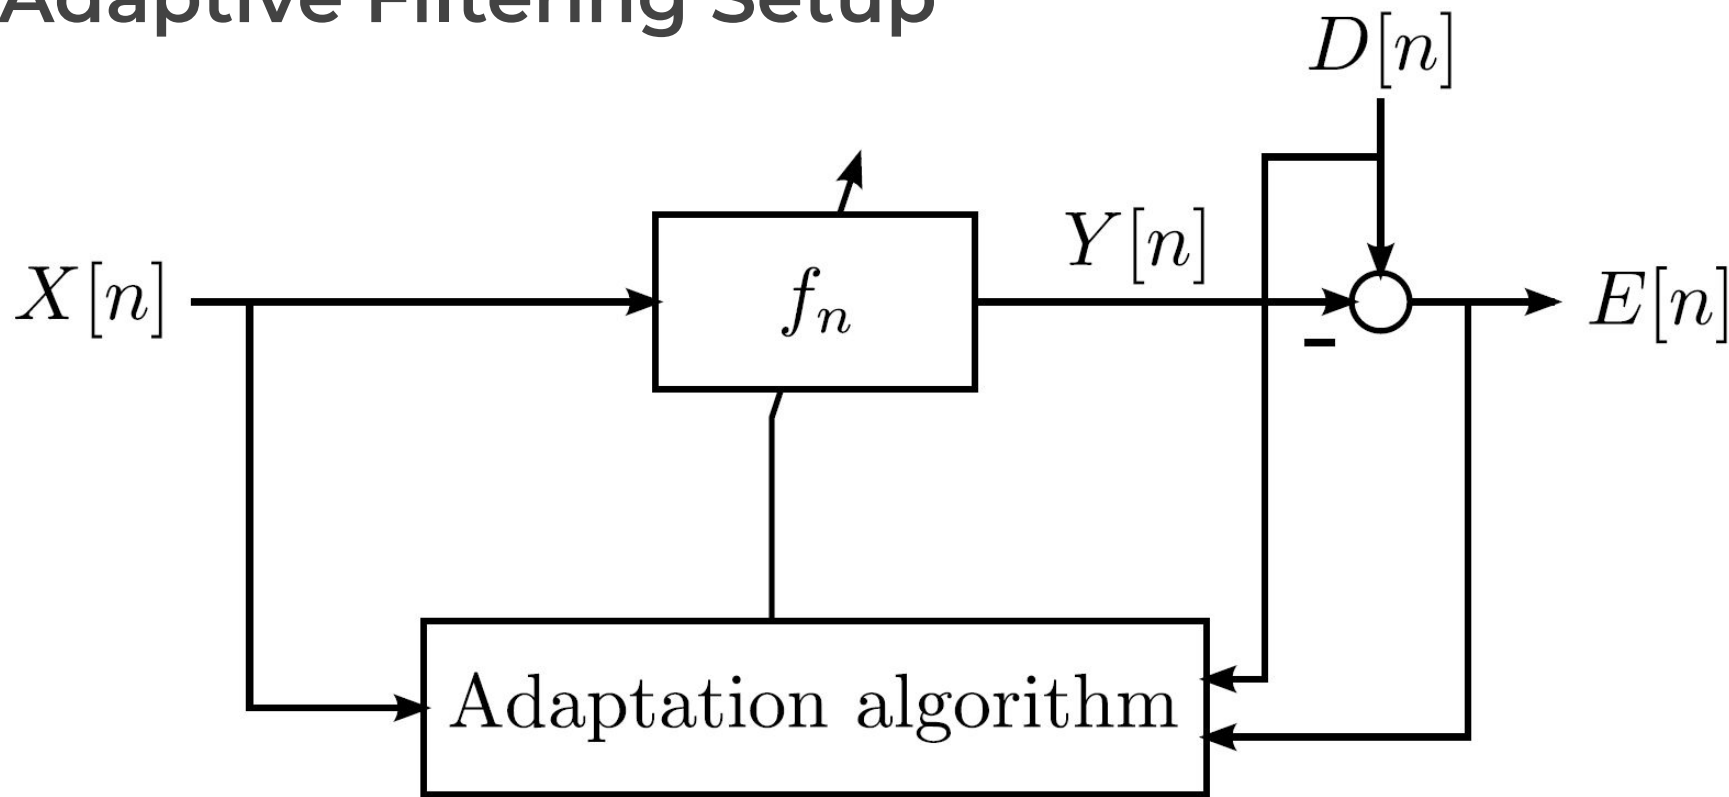 Adaptive Filtering Setup
D[n]
X[n]
f_n
Y[n]
-
E[n]
Adaptation algorithm